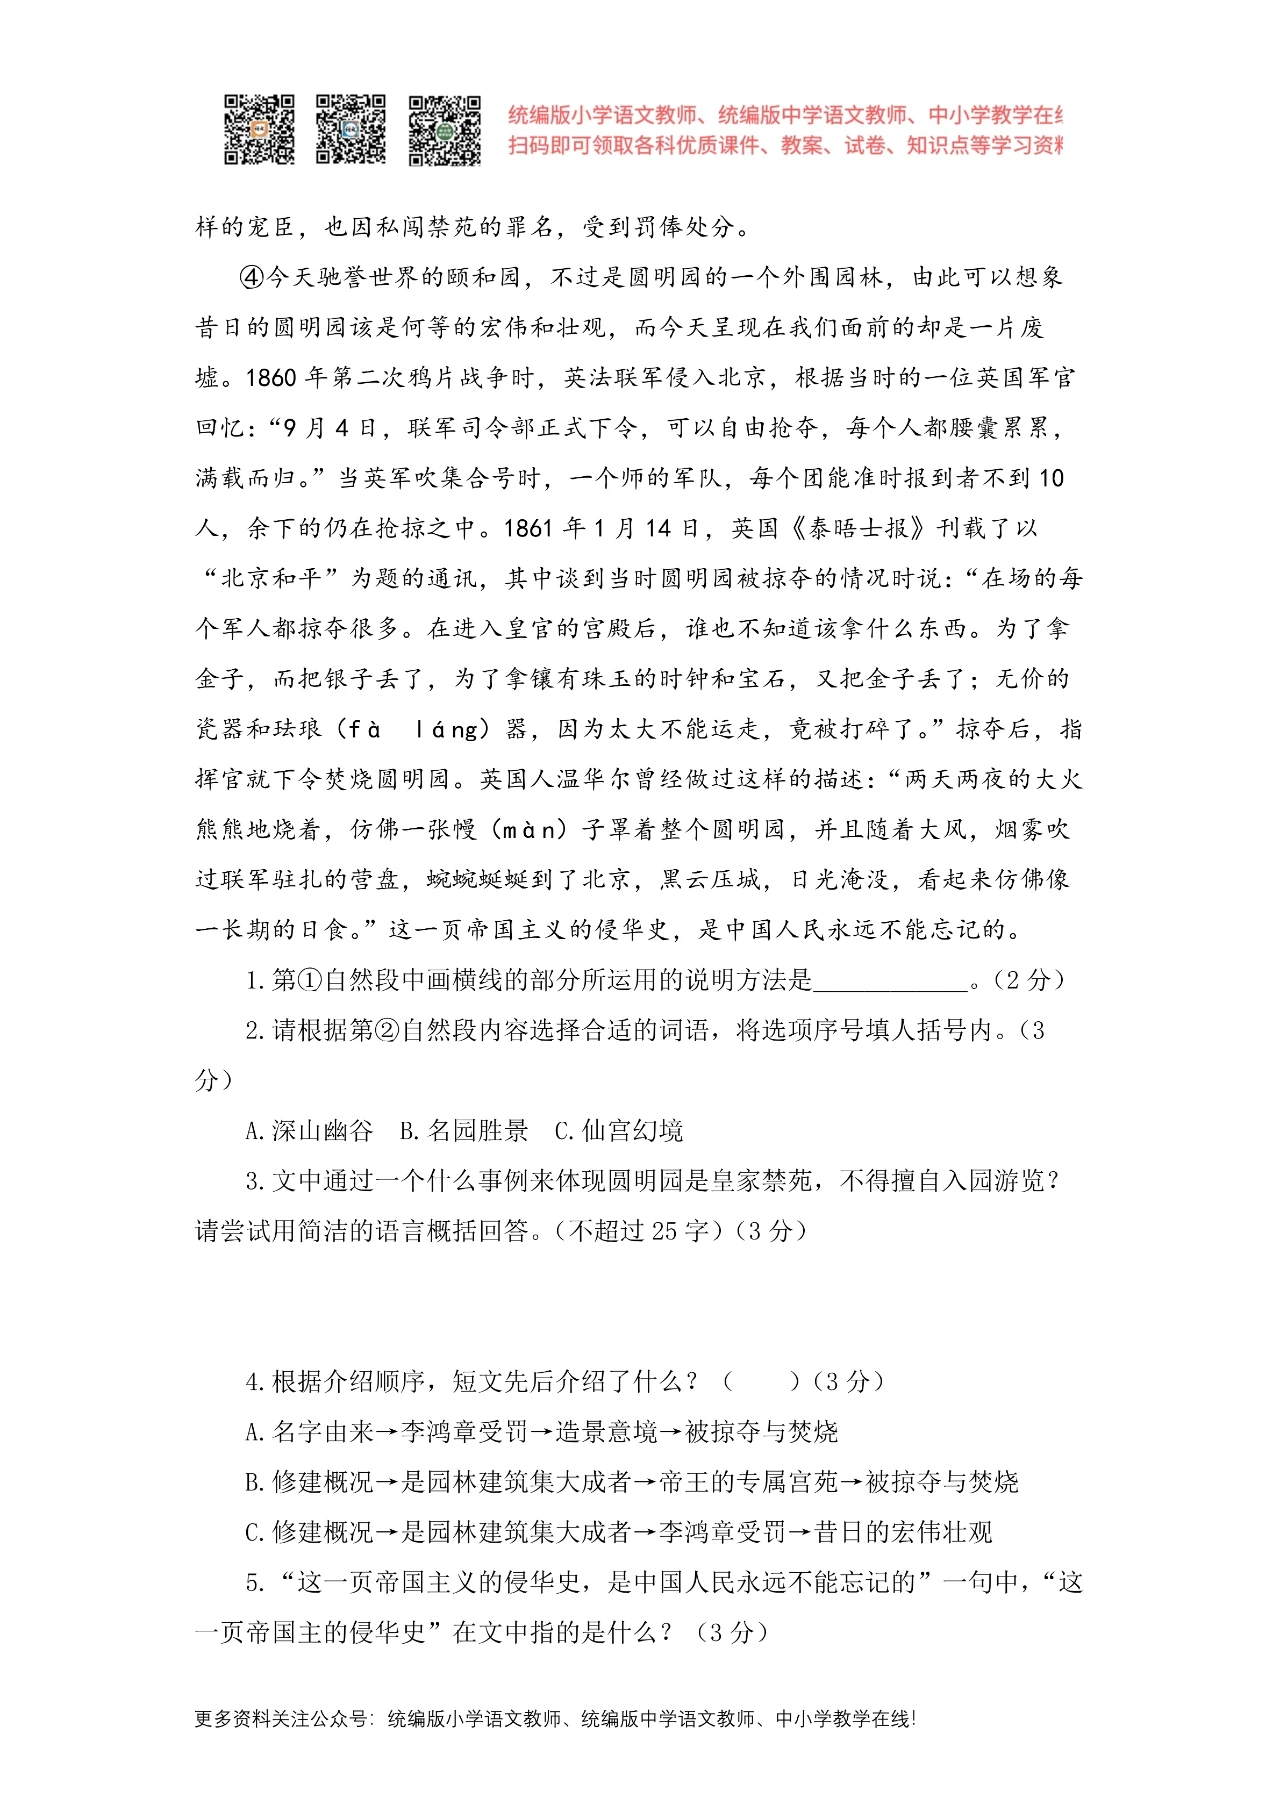 统编版小学语文教师、统编版中学语文教师、中小学教学在线
扫码即可领取各科优质课件、教案、试卷、知识点等学习资料
样的宠臣，也因私闯禁苑的罪名，受到罚俸处分。
④今天驰誉世界的颐和园，不过是圆明园的一个外围园林，由此可以想象
昔日的圆明园该是何等的宏伟和壮观，而今天呈现在我们面前的却是一片废
墟。1860 年第二次鸦片战争时，英法联军侵入北京，根据当时的一位英国军官
回忆：“9 月 4 日，联军司令部正式下令，可以自由抢夺，每个人都腰囊累累，
满载而归。”当英军吹集合号时，一个师的军队，每个团能准时报到者不到 10
人，余下的仍在抢掠之中。1861 年 1 月 14 日，英国《泰晤士报》刊载了以
“北京和平”为题的通讯，其中谈到当时圆明园被掠夺的情况时说：“在场的每
个军人都掠夺很多。在进入皇官的宫殿后，谁也不知道该拿什么东西。为了拿
金子，而把银子丢了，为了拿镶有珠玉的时钟和宝石，又把金子丢了；无价的
瓷器和珐琅（fà láng）器，因为太大不能运走，竟被打碎了。”掠夺后，指
挥官就下令焚烧圆明园。英国人温华尔曾经做过这样的描述：“两天两夜的大火
熊熊地烧着，仿佛一张慢（màn）子罩着整个圆明园，并且随着大风，烟雾吹
过联军驻扎的营盘，蜿蜿蜒蜒到了北京，黑云压城，日光淹没，看起来仿佛像
一长期的日食。”这一页帝国主义的侵华史，是中国人民永远不能忘记的。
1.第①自然段中画横线的部分所运用的说明方法是____________。（2 分）
2.请根据第②自然段内容选择合适的词语，将选项序号填人括号内。（3
分）
A.深山幽谷 B.名园胜景 C.仙宫幻境
3.文中通过一个什么事例来体现圆明园是皇家禁苑，不得擅自入园游览？
请尝试用简洁的语言概括回答。（不超过 25 字）（3 分）
4.根据介绍顺序，短文先后介绍了什么？（  ）（3 分）
A.名字由来→李鸿章受罚→造景意境→被掠夺与焚烧
B.修建概况→是园林建筑集大成者→帝王的专属宫苑→被掠夺与焚烧
C.修建概况→是园林建筑集大成者→李鸿章受罚→昔日的宏伟壮观
5.“这一页帝国主义的侵华史，是中国人民永远不能忘记的”一句中，“这
一页帝国主的侵华史”在文中指的是什么？（3 分）
更多资料关注公众号：统编版小学语文教师、统编版中学语文教师、中小学教学在线！